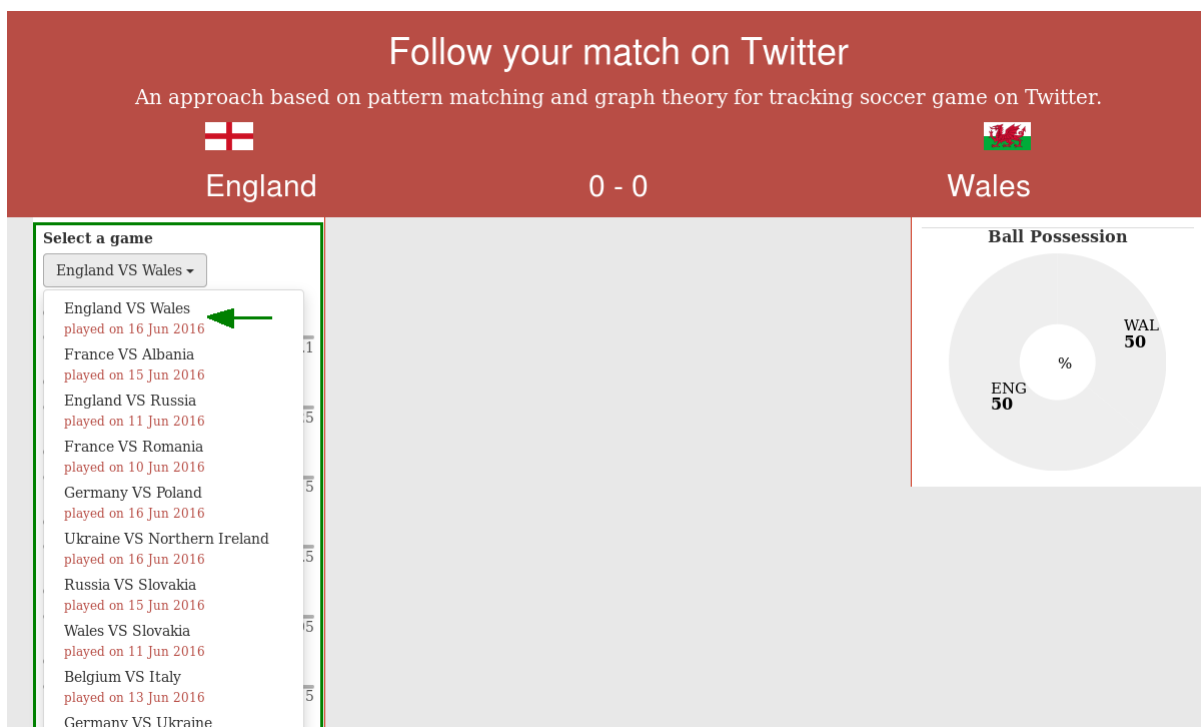 Follow your match on Twitter
An approach based on pattern matching and graph theory for tracking soccer game on Twitter.
England 0 - 0 Wales
Select a game
England VS Wales
England VS Wales
played on 16 Jun 2016
France VS Albania
played on 15 Jun 2016
England VS Russia
played on 11 Jun 2016
France VS Romania
played on 10 Jun 2016
Germany VS Poland
played on 16 Jun 2016
Ukraine VS Northern Ireland
played on 16 Jun 2016
Russia VS Slovakia
played on 15 Jun 2016
Wales VS Slovakia
played on 11 Jun 2016
Belgium VS Italy
played on 13 Jun 2016
Germany VS Ukraine
Ball Possession
WAL
50
%
ENG
50